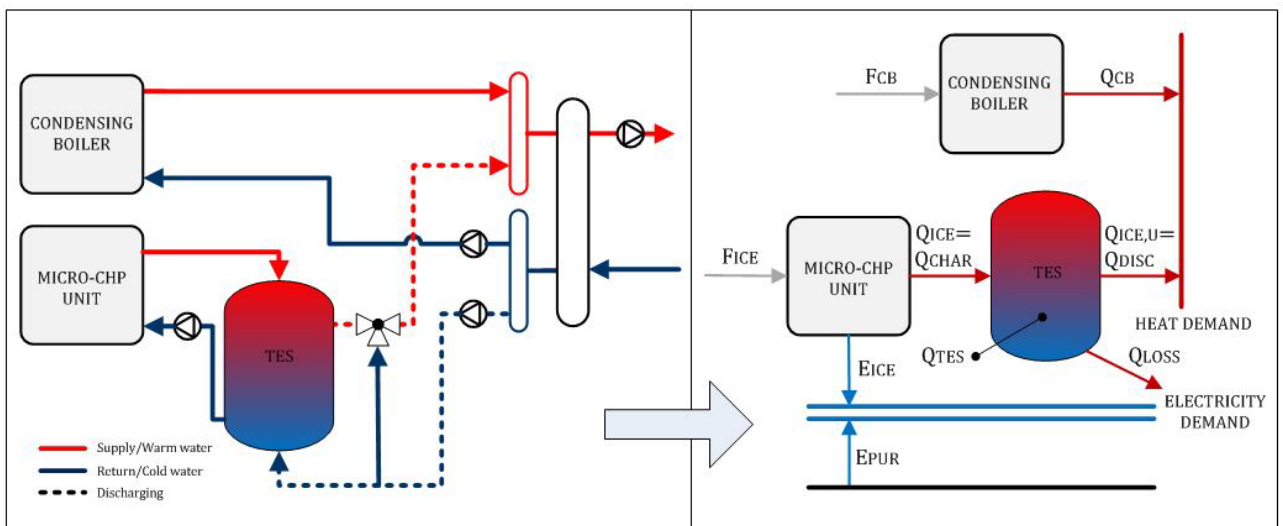 CONDENSING
BOILER
MICRO-CHP
UNIT
TES
Supply/Warm water
Return/Cold water
Discharging
FCB
CONDENSING
BOILER
QCB
FICE
MICRO-CHP
UNIT
QICE=
QCHAR
TES
QICE,U=
QDISC
HEAT DEMAND
QTES
QLOSS
EICE
ELECTRICITY
DEMAND
EPUR